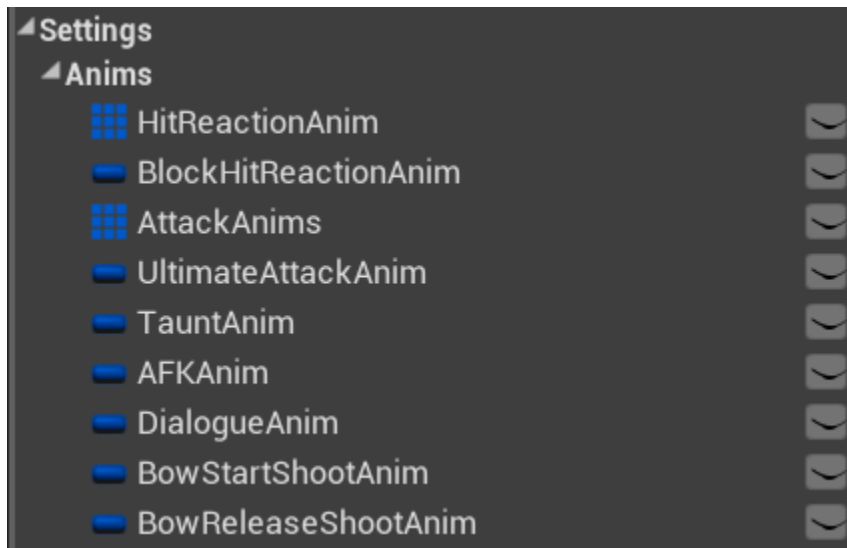 Settings
Anims
HitReactionAnim
BlockHitReactionAnim
AttackAnims
UltimateAttackAnim
TauntAnim
AFKAnim
DialogueAnim
BowStartShootAnim
BowReleaseShootAnim